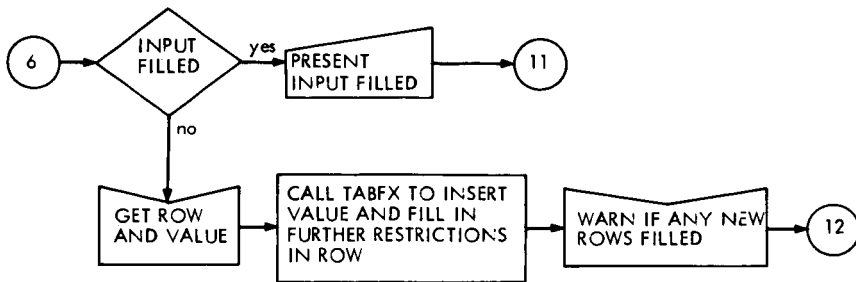 6
INPUT
FILLED
yes
PRESENT
INPUT FILLED
11
no
GET ROW
AND VALUE
CALL TABFX TO INSERT
VALUE AND FILL IN
FURTHER RESTRICTIONS
IN ROW
WARN IF ANY NEW
ROWS FILLED
12